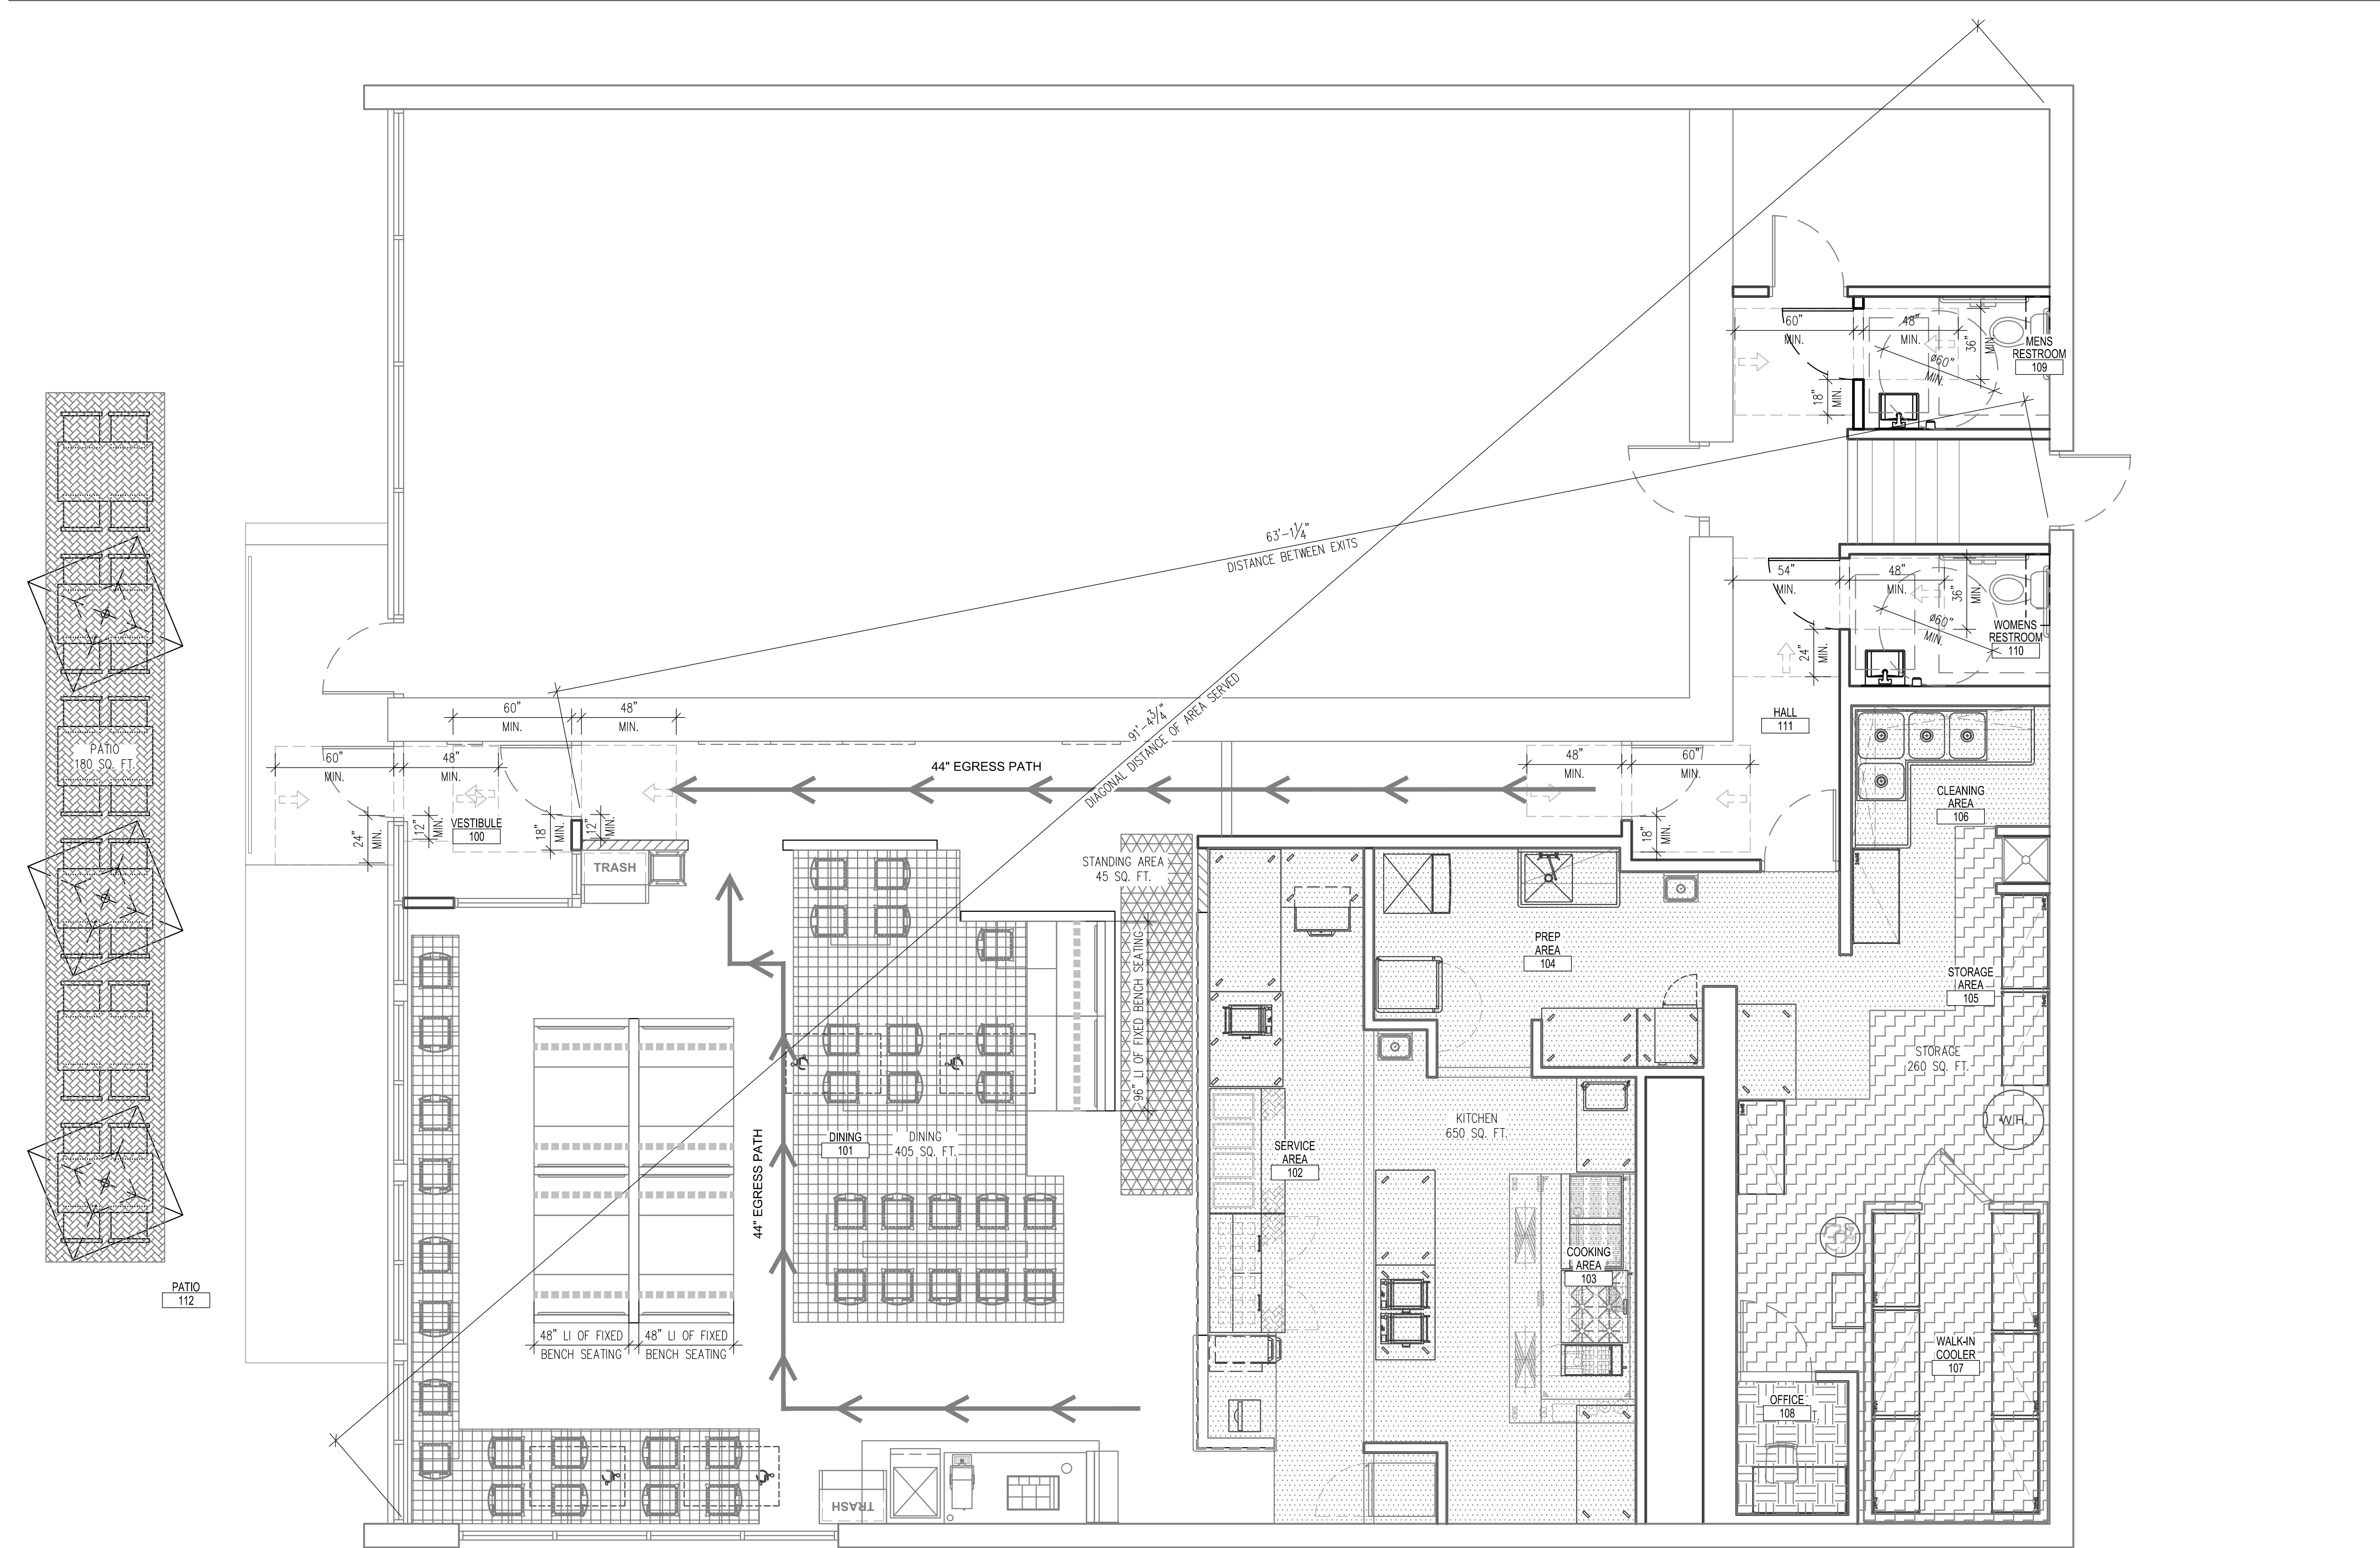 60"
MIN.
48"
MIN.
36"
MIN.
Ø60"
MIN.
18"
MIN.
MENS
RESTROOM
109
63'-1¼"
DISTANCE BETWEEN EXITS
54"
MIN.
48"
MIN.
36"
MIN
Ø60"
MIN.
24"
MIN.
WOMENS
RESTROOM
110
91'-4¾"
DIAGONAL DISTANCE OF AREA SERVED
60"
MIN.
48"
MIN.
HALL
111
PATIO
180 SQ. FT.
60"
MIN.
48"
MIN.
44" EGRESS PATH
48"
MIN.
60"
MIN.
24"
MIN.
12"
MIN.
VESTIBULE
100
18"
MIN.
12"
MIN.
18"
MIN.
CLEANING
AREA
106
TRASH
STANDING AREA
45 SQ. FT.
96" LI OF FIXED BENCH SEATING
PREP
AREA
104
STORAGE
AREA
105
STORAGE
260 SQ. FT.
W.H.
KITCHEN
650 SQ. FT.
DINING
101
DINING
405 SQ. FT.
SERVICE
AREA
102
44" EGRESS PATH
COOKING
AREA
103
PATIO
112
48" LI OF FIXED
BENCH SEATING
48" LI OF FIXED
BENCH SEATING
WALK-IN
COOLER
107
OFFICE
108
T.
TRASH